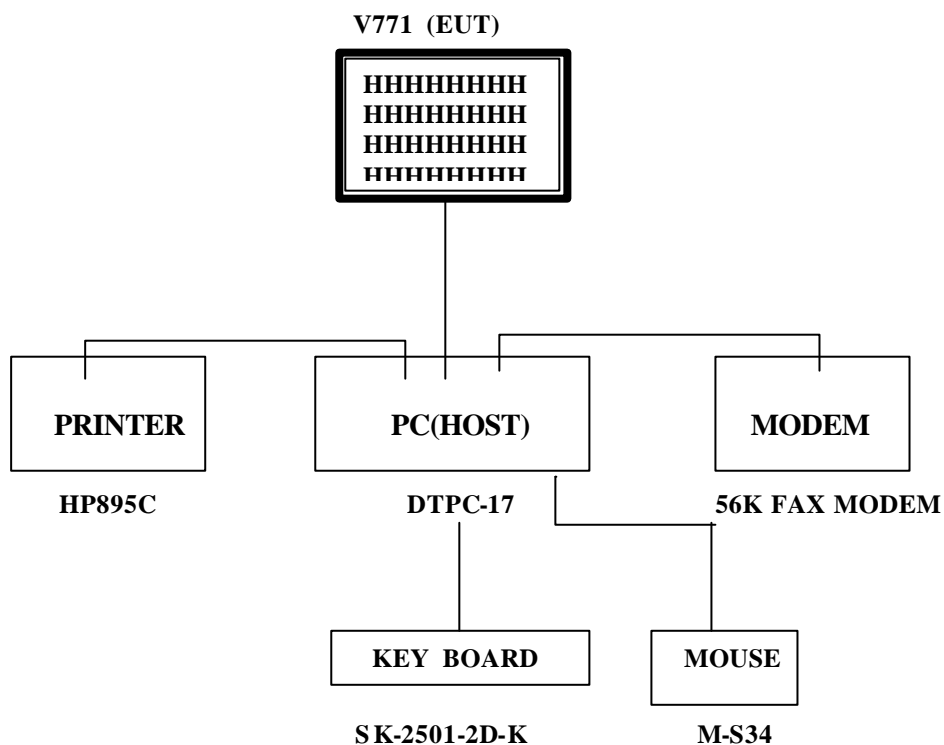 V771 (EUT)
HHHHHHHH
HHHHHHHH
HHHHHHHH
HHHHHHHH
PRINTER
PC(HOST)
MODEM
HP895C
DTPC-17
56K FAX MODEM
KEY BOARD
MOUSE
SK-2501-2D-K
M-S34